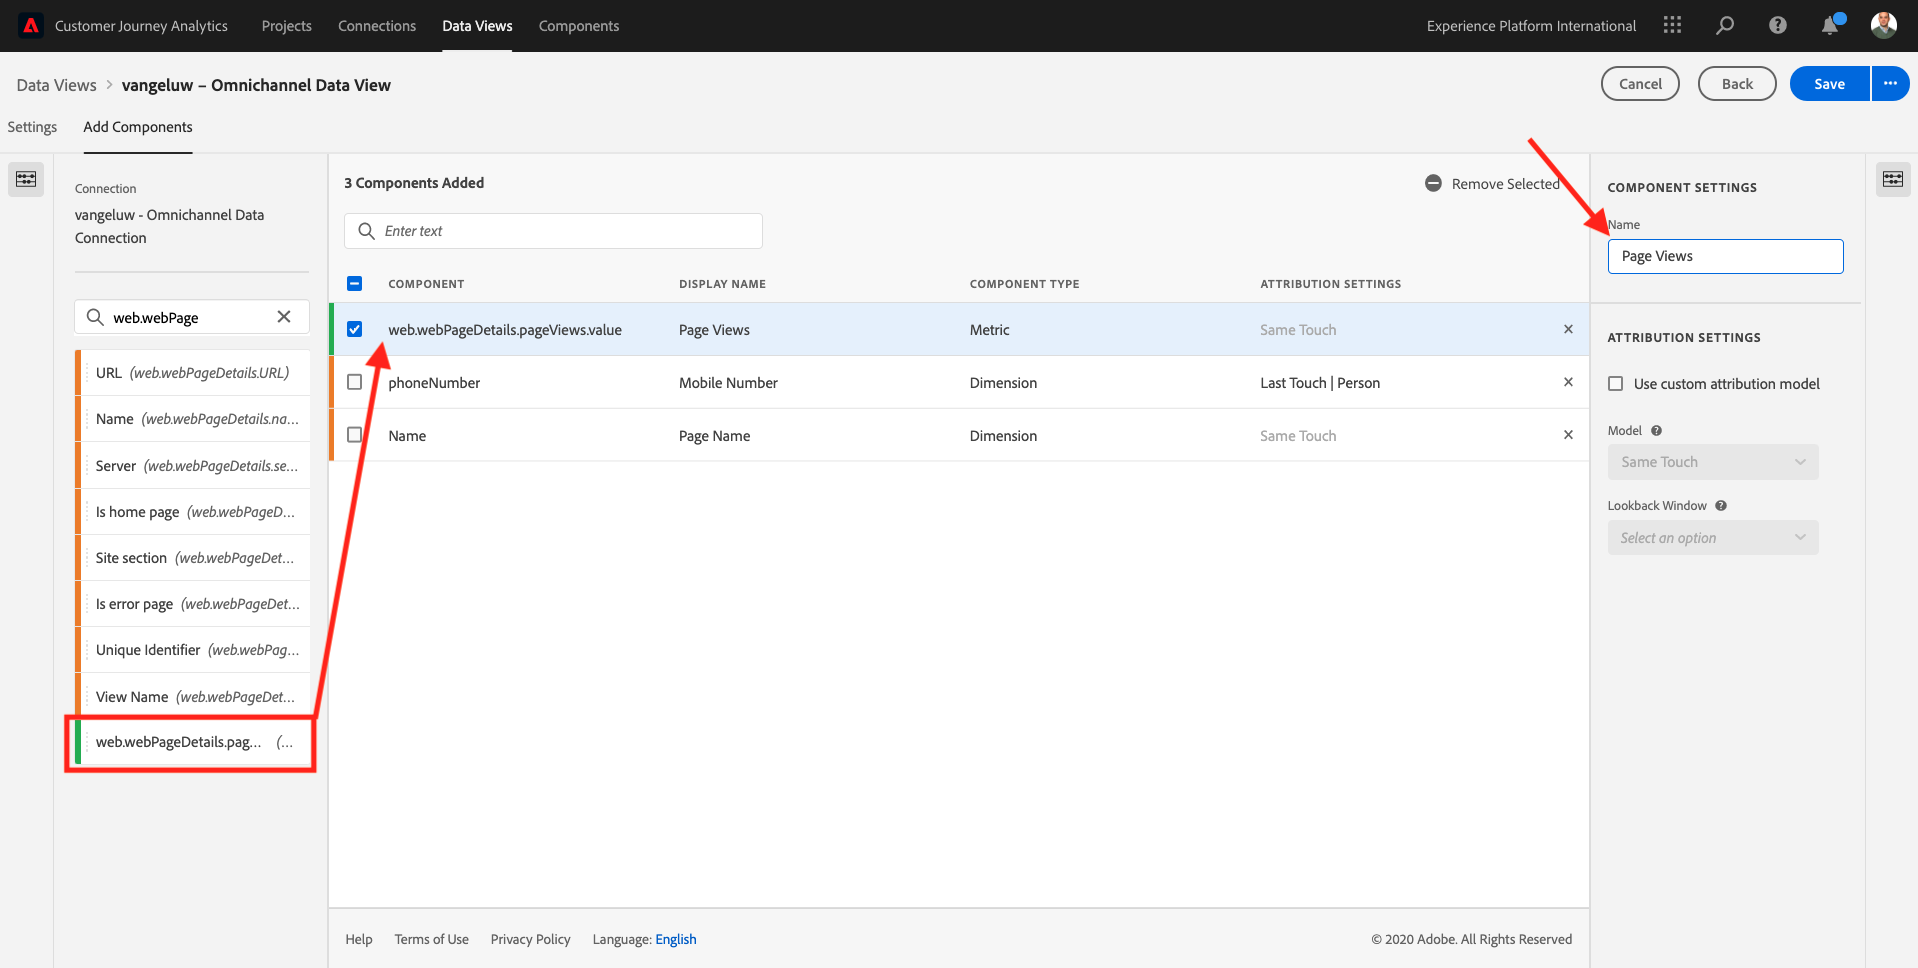 Customer Journey Analytics
Projects
Connections
Data Views
Components
Experience Platform International
Data Views > vangeluw – Omnichannel Data View
Cancel
Back
Save
Settings
Add Components
Connection
vangeluw - Omnichannel Data
Connection
web.webPage
URL (web.webPageDetails.URL)
Name (web.webPageDetails.na...
Server (web.webPageDetails.se...
Is home page (web.webPageD...
Site section (web.webPageDet...
Is error page (web.webPageDet...
Unique Identifier (web.webPag...
View Name (web.webPageDet...
web.webPageDetails.pag... (...
3 Components Added
Remove Selected
Enter text
COMPONENT DISPLAY NAME COMPONENT TYPE ATTRIBUTION SETTINGS
web.webPageDetails.pageViews.value Page Views Metric Same Touch
phoneNumber Mobile Number Dimension Last Touch | Person
Name Page Name Dimension Same Touch
COMPONENT SETTINGS
Name
Page Views
ATTRIBUTION SETTINGS
Use custom attribution model
Model
Same Touch
Lookback Window
Select an option
Help
Terms of Use
Privacy Policy
Language: English
© 2020 Adobe. All Rights Reserved